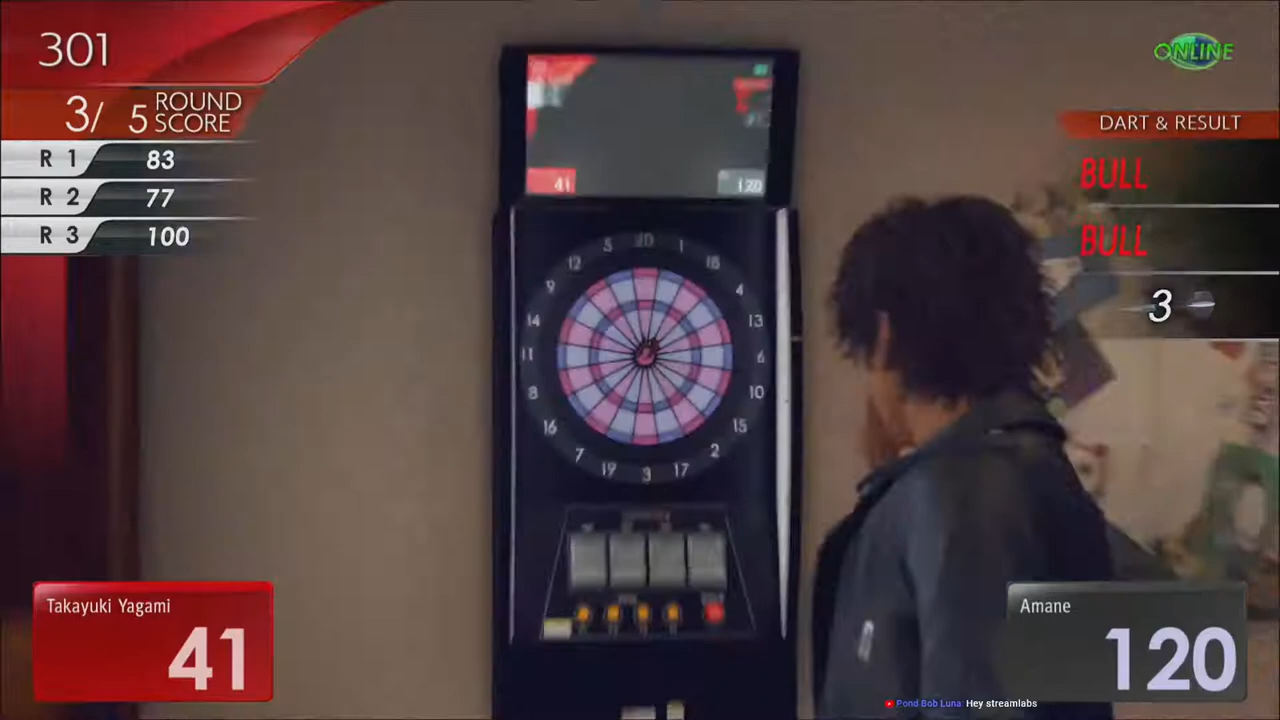 301
ONLINE
3/ 5 ROUND SCORE
R 1 83
R 2 77
R 3 100
DART & RESULT
BULL
BULL
3
41
120
5 20 1
12 18
9 4
14 13
11 6
8 10
16 15
7 2
19 3 17
Takayuki Yagami
41
Amane
120
Pond Bob Luna: Hey streamlabs